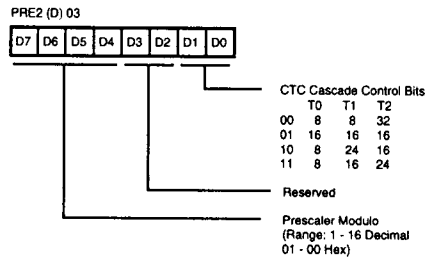 PRE2 (D) 03
D7 D6 D5 D4 D3 D2 D1 D0
CTC Cascade Control Bits
T0 T1 T2
00 8 8 32
01 16 16 16
10 8 24 16
11 8 16 24
Reserved
Prescaler Modulo
(Range: 1 - 16 Decimal
01 - 00 Hex)